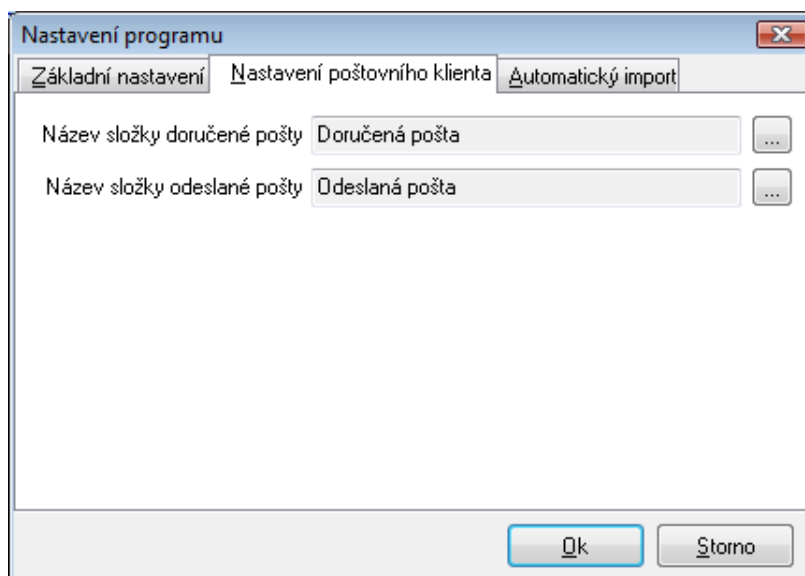 Nastavení programu
Základní nastavení Nastavení poštovního klienta Automatický import
Název složky doručené pošty Doručená pošta ...
Název složky odeslané pošty Odeslaná pošta ...
Ok Storno